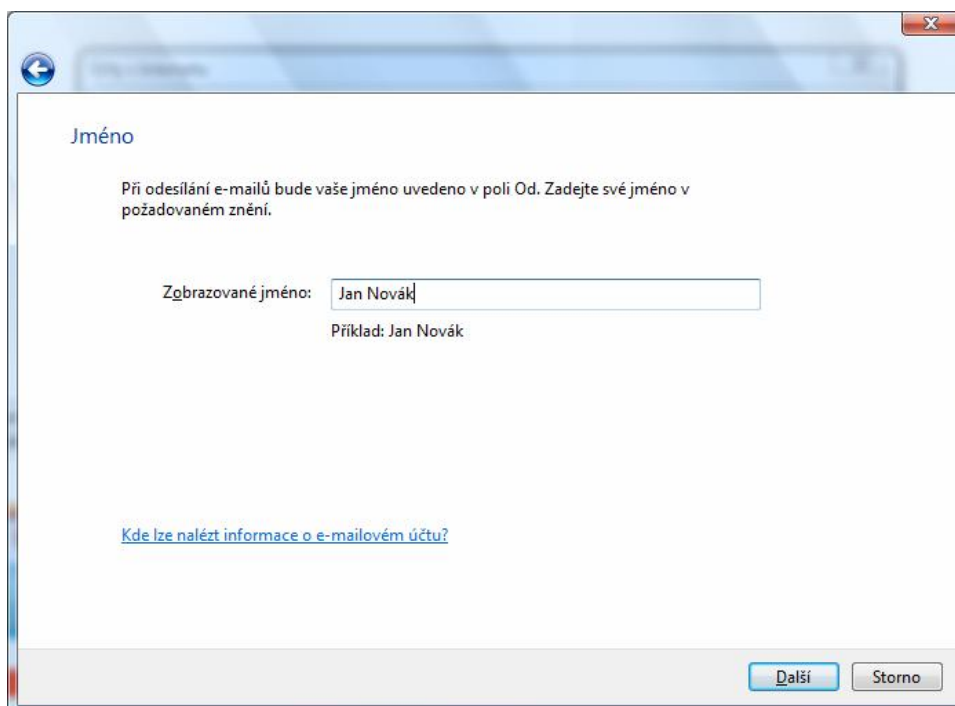 Jméno
Při odesílání e-mailů bude vaše jméno uvedeno v poli Od. Zadejte své jméno v
požadovaném znění.
Zobrazované jméno: Jan Novák
Příklad: Jan Novák
Kde lze nalézt informace o e-mailovém účtu?
Další Storno